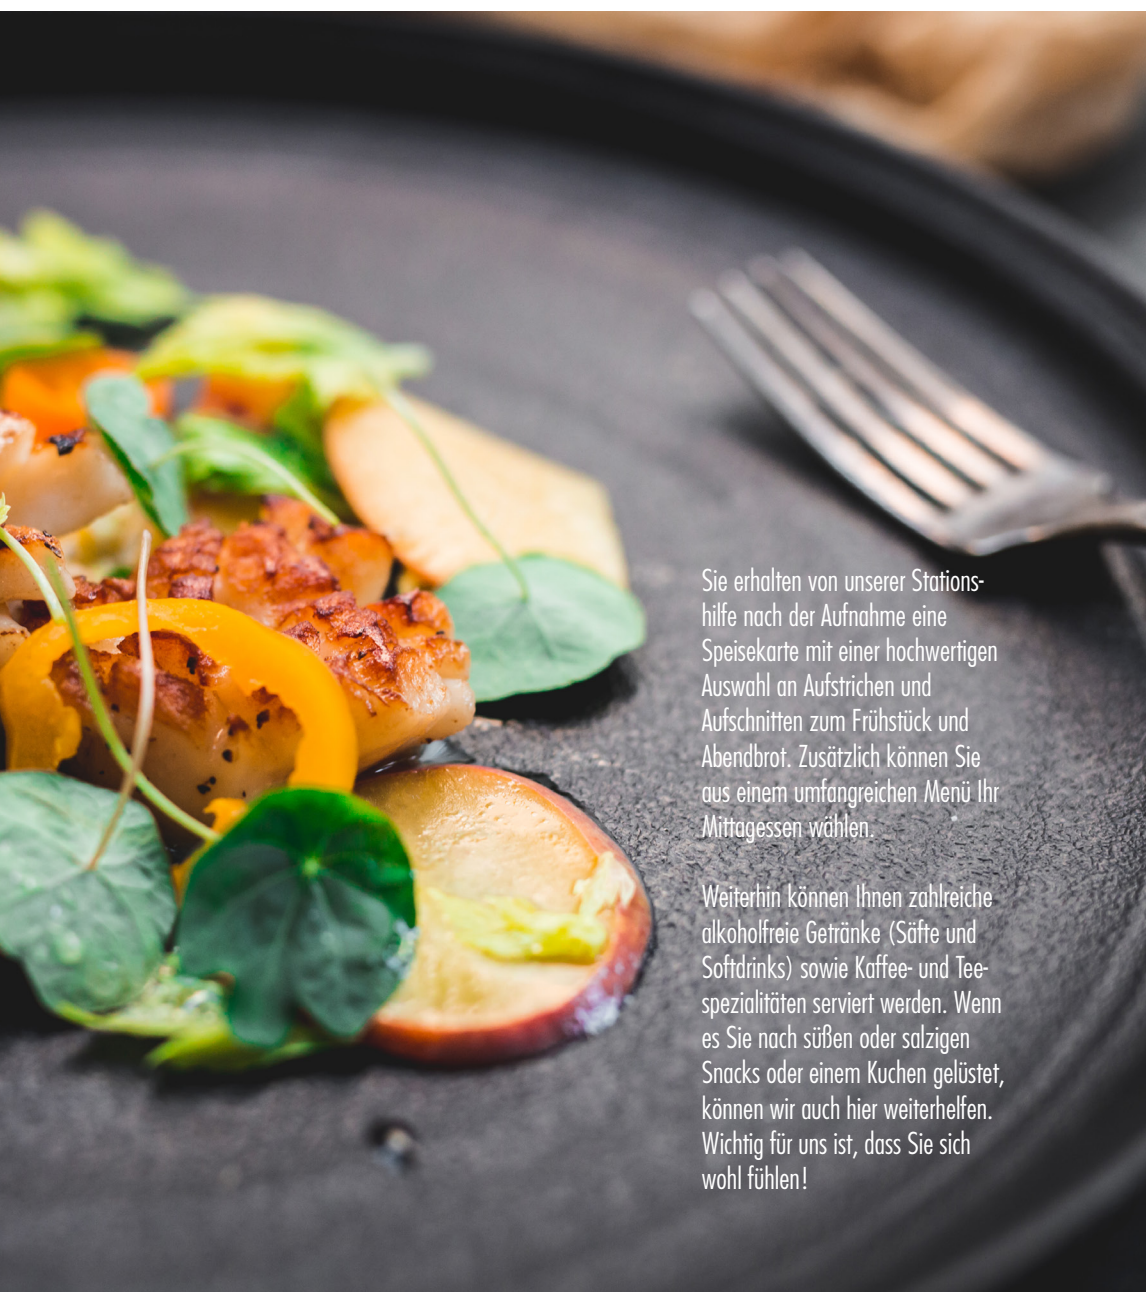 Sie erhalten von unserer Stations-
hilfe nach der Aufnahme eine
Speisekarte mit einer hochwertigen
Auswahl an Aufstrichen und
Aufschnitten zum Frühstück und
Abendbrot. Zusätzlich können Sie
aus einem umfangreichen Menü Ihr
Mittagessen wählen.
Weiterhin können Ihnen zahlreiche
alkoholfreie Getränke (Säfte und
Softdrinks) sowie Kaffee- und Tee-
spezialitäten serviert werden. Wenn
es Sie nach süßen oder salzigen
Snacks oder einem Kuchen gelüstet,
können wir auch hier weiterhelfen.
Wichtig für uns ist, dass Sie sich
wohl fühlen!